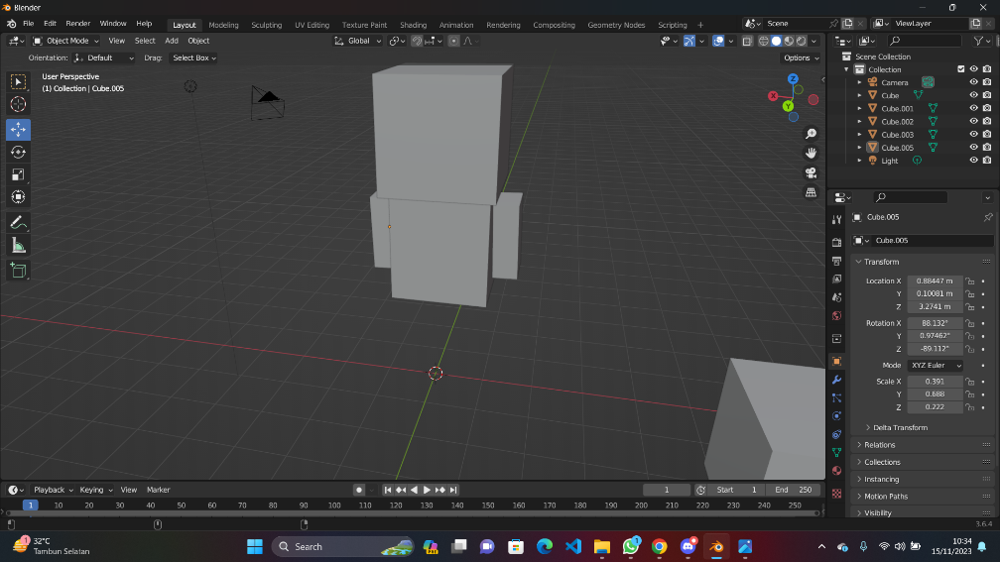 Blender
File Edit Render Window Help Layout Modeling Sculpting UV Editing Texture Paint Shading Animation Rendering Compositing Geometry Nodes Scripting + Scene ViewLayer
Object Mode View Select Add Object Global
Orientation: Default Drag: Select Box Options
User Perspective
(1) Collection | Cube.005
X
Y
Z
Scene Collection
Collection
Camera
Cube
Cube.001
Cube.002
Cube.003
Cube.005
Light
Cube.005
Cube.005
Transform
Location X 0.88447 m
Y 0.10081 m
Z 3.2741 m
Rotation X 88.132°
Y 0.97462°
Z -89.112°
Mode XYZ Euler
Scale X 0.391
Y 0.688
Z 0.222
Delta Transform
Relations
Collections
Instancing
Motion Paths
Visibility
Playback Keying View Marker 1 Start 1 End 250
1 10 20 30 40 50 60 70 80 90 100 110 120 130 140 150 160 170 180 190 200 210 220 230 240 250
3.6.4
32°C
Tambun Selatan
Search
10:34
15/11/2023